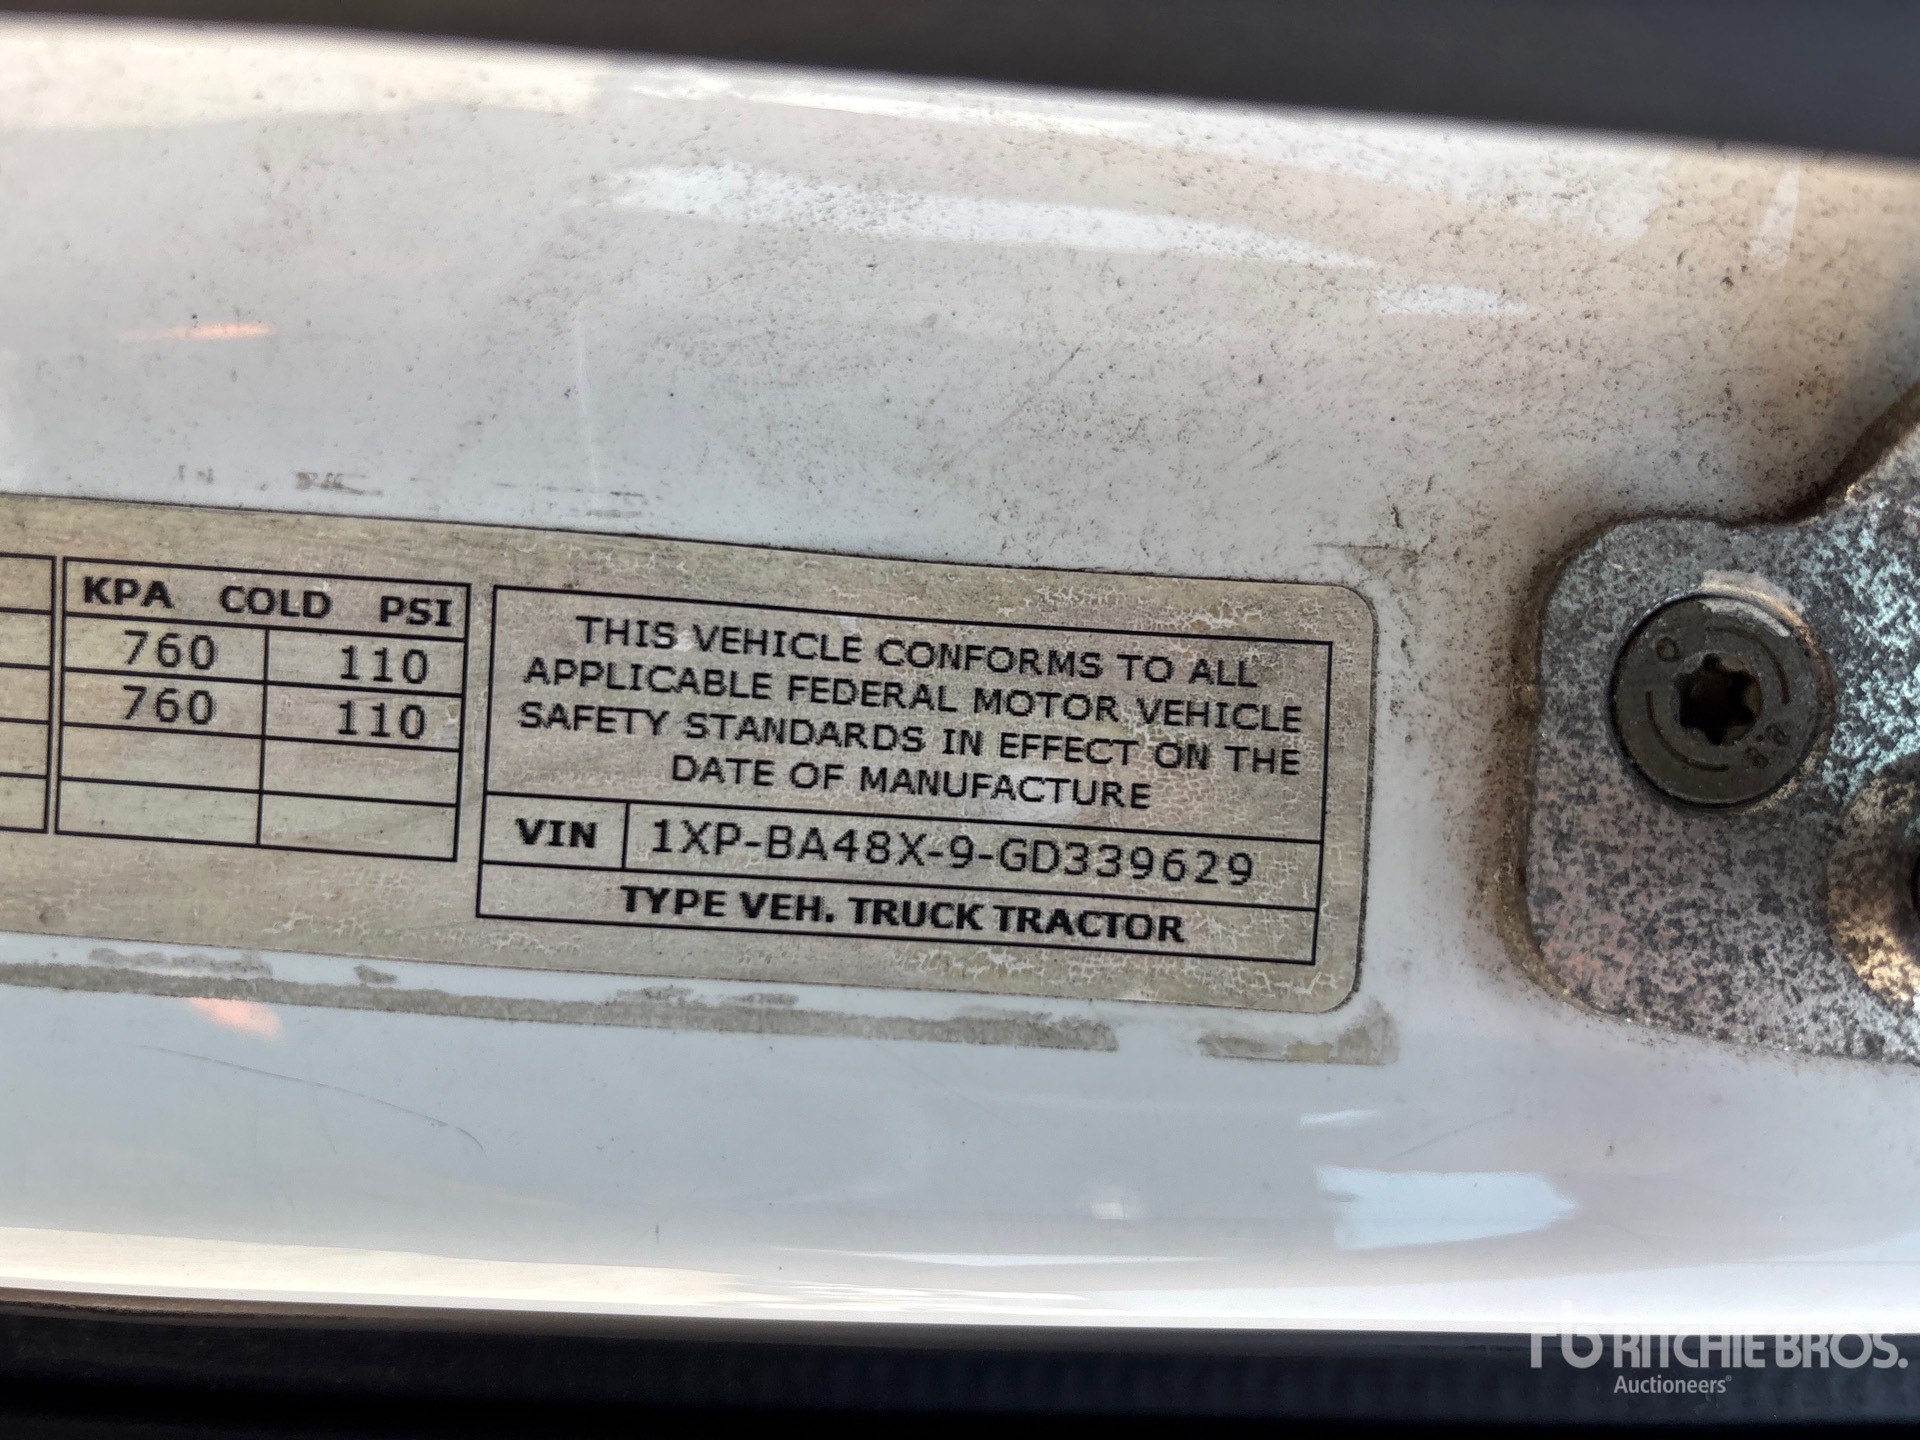 KPA COLD PSI
760 110
760 110
THIS VEHICLE CONFORMS TO ALL
APPLICABLE FEDERAL MOTOR VEHICLE
SAFETY STANDARDS IN EFFECT ON THE
DATE OF MANUFACTURE
VIN 1XP-BA48X-9-GD339629
TYPE VEH. TRUCK TRACTOR
rb RITCHIE BROS.
Auctioneers®